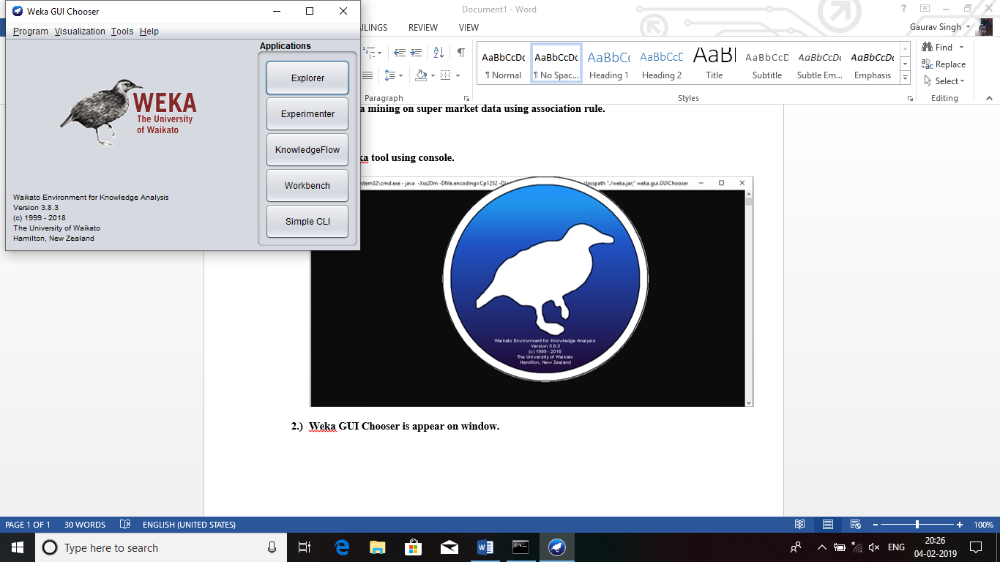 Weka GUI Chooser
Program Visualization Tools Help
Applications
Explorer
Experimenter
KnowledgeFlow
Workbench
Simple CLI
WEKA
The University
of Waikato
Waikato Environment for Knowledge Analysis
Version 3.8.3
(c) 1999 - 2018
The University of Waikato
Hamilton, New Zealand
Document1 - Word
Gaurav Singh
REVIEW VIEW
AaBbCcDc AaBbCcDc AaBbCc AaBbCcD AaBb AaBbCcD AaBbCcDc AaBbCcDc
¶ Normal ¶ No Spac... Heading 1 Heading 2 Title Subtitle Subtle Em... Emphasis
Find
Replace
Select
Paragraph Styles Editing
mining on super market data using association rule.
tool using console.
cmd.exe - java -Xss20m -Dfile.encoding=Cp1252 classpath "./weka.jar;" weka.gui.GUIChooser
Waikato Environment for Knowledge Analysis
Version 3.8.3
(c) 1999 - 2018
The University of Waikato
Hamilton, New Zealand
2.) Weka GUI Chooser is appear on window.
PAGE 1 OF 1 30 WORDS ENGLISH (UNITED STATES) 100%
Type here to search
ENG
20:26
04-02-2019